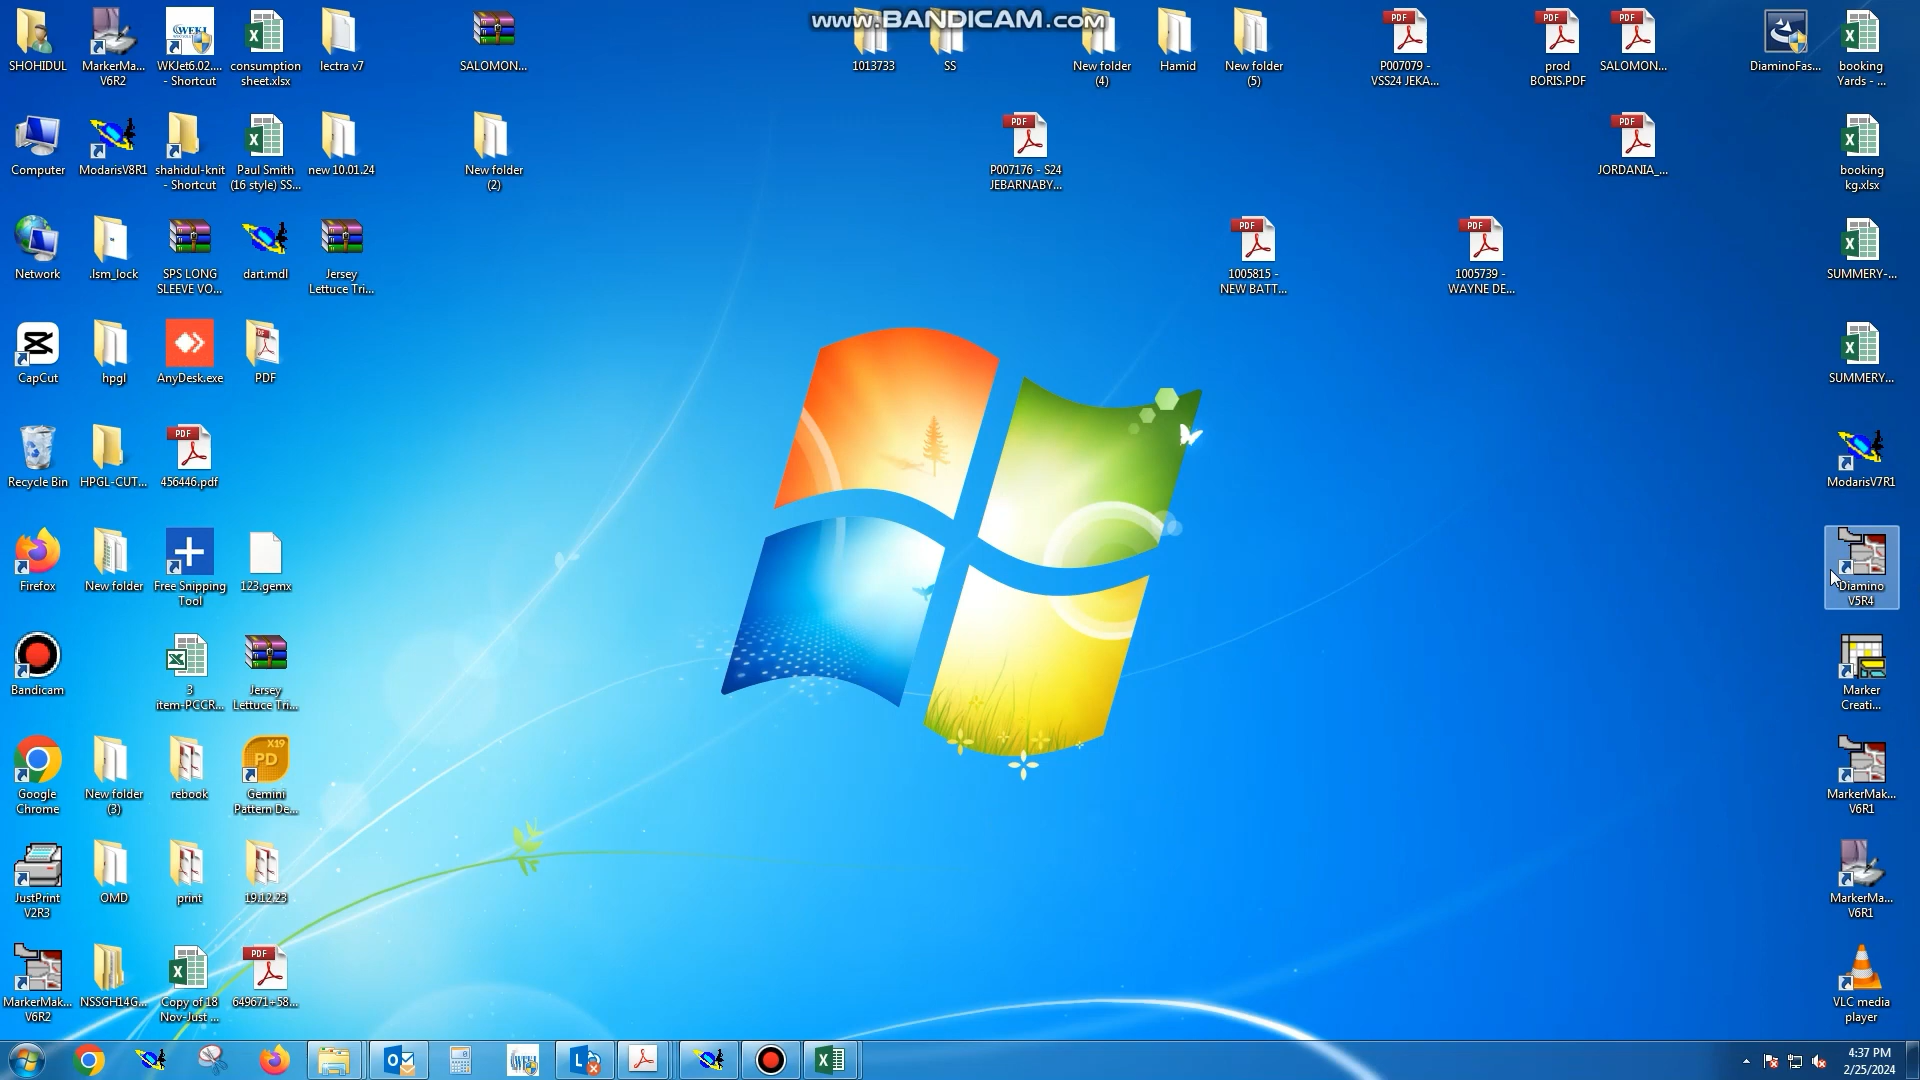 www.BANDICAM.com
SHOHIDUL
MarkerMa...
V6R2
WKJet6.02....
- Shortcut
consumption
sheet.xlsx
lectra v7
SALOMON...
1013733
SS
New folder
(4)
Hamid
New folder
(5)
P007079 -
VSS24 JEKA...
prod
BORIS.PDF
SALOMON...
DiaminoFas...
booking
Yards - ...
Computer
ModarisV8R1
shahidul-knit
- Shortcut
Paul Smith
(16 style) SS...
new 10.01.24
New folder
(2)
P007176 - S24
JEBARNABY...
JORDANIA_...
booking
kg.xlsx
Network
.lsm_lock
SPS LONG
SLEEVE VO...
dart.mdl
Jersey
Lettuce Tri...
1005815 -
NEW BATT...
1005739 -
WAYNE DE...
SUMMERY-...
CapCut
hpgl
AnyDesk.exe
PDF
SUMMERY...
Recycle Bin
HPGL-CUT...
456446.pdf
ModarisV7R1
Firefox
New folder
Free Snipping
Tool
123.gemx
Diamino
V5R4
Bandicam
3
item-PCCR...
Jersey
Lettuce Tri...
Marker
Creati...
Google
Chrome
New folder
(3)
rebook
Gemini
Pattern De...
MarkerMak...
V6R1
JustPrint
V2R3
OMD
print
19.12.23
MarkerMa...
V6R1
MarkerMak...
V6R2
NSSGH14G...
Copy of 18
Nov-Just ...
649671+58...
VLC media
player
4:37 PM
2/25/2024